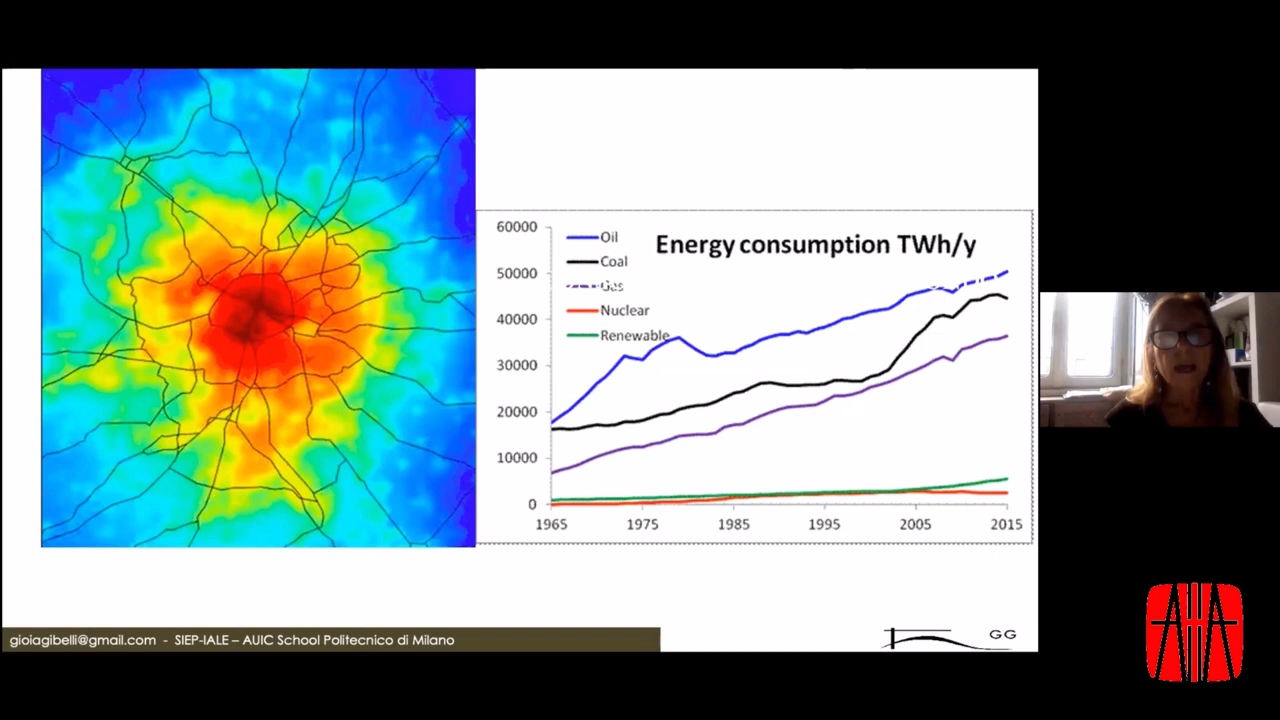 Energy consumption TWh/y
60000
50000
40000
30000
20000
10000
0
Oil
Coal
Gas
Nuclear
Renewable
1965 1975 1985 1995 2005 2015
gioiagibelli@gmail.com - SIEP-IALE – AUIC School Politecnico di Milano
GG